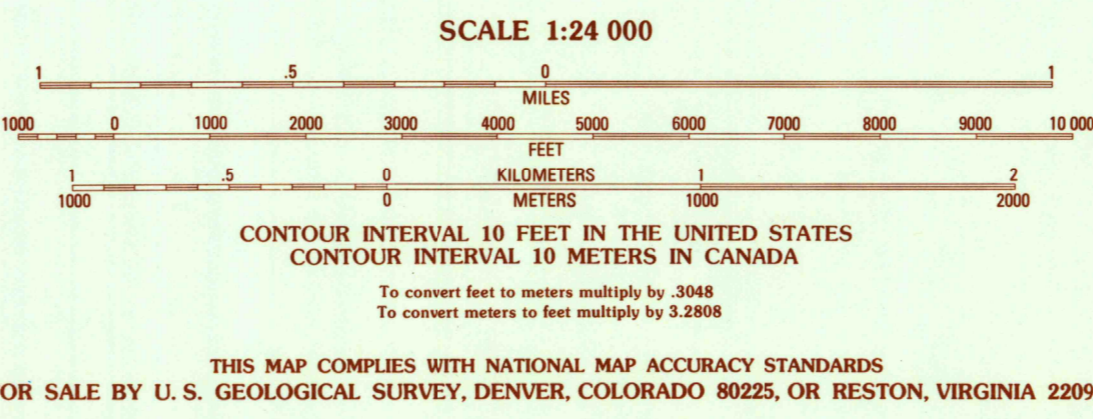 SCALE 1:24 000
1 .5 0 1
MILES
1000 0 1000 2000 3000 4000 5000 6000 7000 8000 9000 10 000
FEET
1 .5 0 KILOMETERS 1 2
1000 0 METERS 1000 2000
CONTOUR INTERVAL 10 FEET IN THE UNITED STATES
CONTOUR INTERVAL 10 METERS IN CANADA
To convert feet to meters multiply by .3048
To convert meters to feet multiply by 3.2808
THIS MAP COMPLIES WITH NATIONAL MAP ACCURACY STANDARDS
OR SALE BY U. S. GEOLOGICAL SURVEY, DENVER, COLORADO 80225, OR RESTON, VIRGINIA 2209